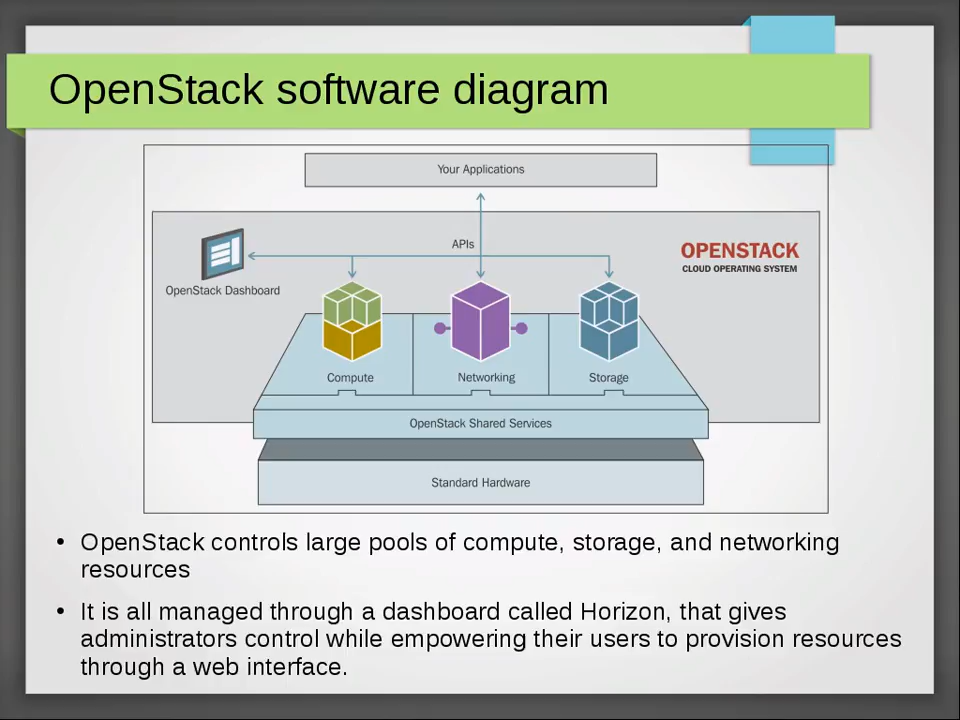 OpenStack software diagram
Your Applications
APIs
OPENSTACK
CLOUD OPERATING SYSTEM
OpenStack Dashboard
Compute
Networking
Storage
OpenStack Shared Services
Standard Hardware
• OpenStack controls large pools of compute, storage, and networking
resources
• It is all managed through a dashboard called Horizon, that gives
administrators control while empowering their users to provision resources
through a web interface.